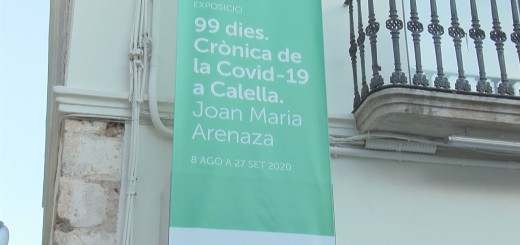 EXPOSICIÓ
99 dies.
Crònica de
la Covid-19
a Calella.
Joan Maria
Arenaza
8 AGO A 27 SET 2020